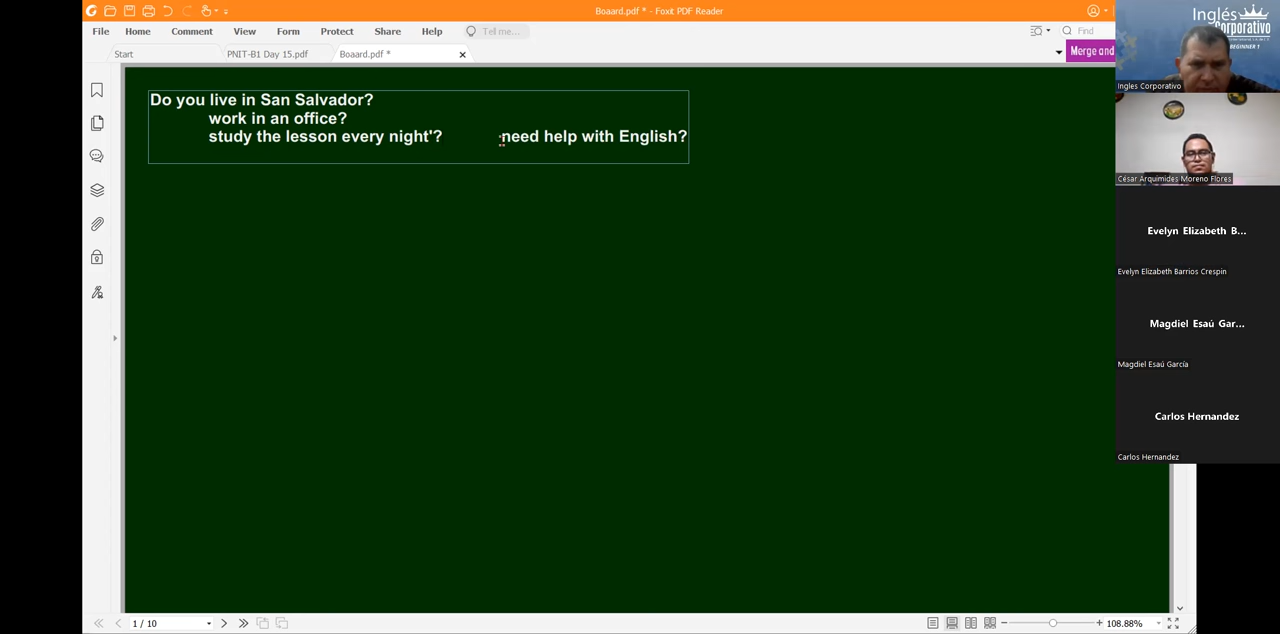 Boaard.pdf * - Foxit PDF Reader
File Home Comment View Form Protect Share Help Tell me... Find
Start PNIT-B1 Day 15.pdf Boaard.pdf * Merge and
Do you live in San Salvador?
work in an office?
study the lesson every night'? need help with English?
Inglés
Corporativo
BEGINNER 1
Ingles Corporativo
César Arquimides Moreno Flores
Evelyn Elizabeth B...
Evelyn Elizabeth Barrios Crespin
Magdiel Esaú Gar...
Magdiel Esaú García
Carlos Hernandez
Carlos Hernandez
1 / 10 108.88%